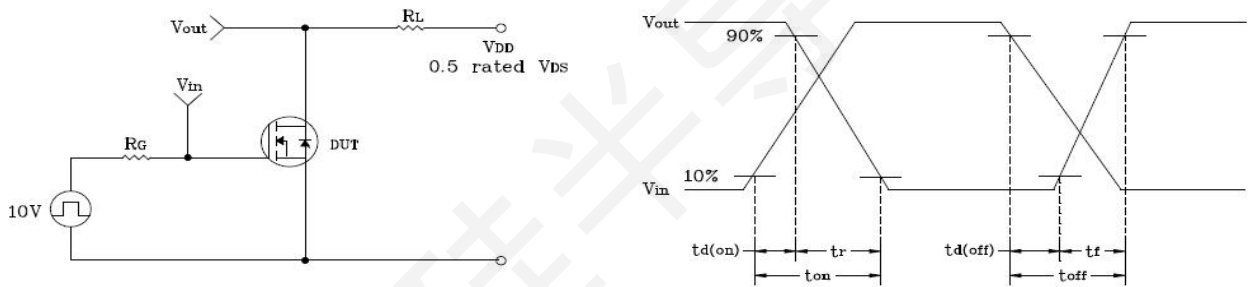 Vout
RL
VDD
0.5 rated VDS
Vin
RG
DUT
10V
Vout
90%
10%
Vin
td(on)
tr
ton
td(off)
tf
toff